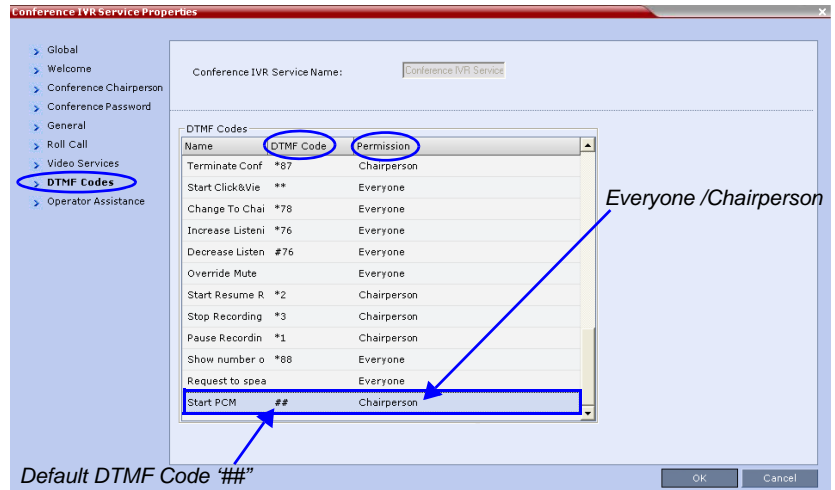 Conference IVR Service Properties
Global
Welcome
Conference Chairperson
Conference Password
General
Roll Call
Video Services
DTMF Codes
Operator Assistance
Conference IVR Service Name: Conference IVR Service
DTMF Codes
Name DTMF Code Permission
Terminate Conf *87 Chairperson
Start Click&Vie ** Everyone
Change To Chai *78 Everyone
Increase Listeni *76 Everyone
Decrease Listen #76 Everyone
Override Mute Everyone
Start Resume R *2 Chairperson
Stop Recording *3 Chairperson
Pause Recordin *1 Chairperson
Show number o *88 Everyone
Request to spea Everyone
Start PCM ## Chairperson
Everyone /Chairperson
Default DTMF Code '##"
OK Cancel